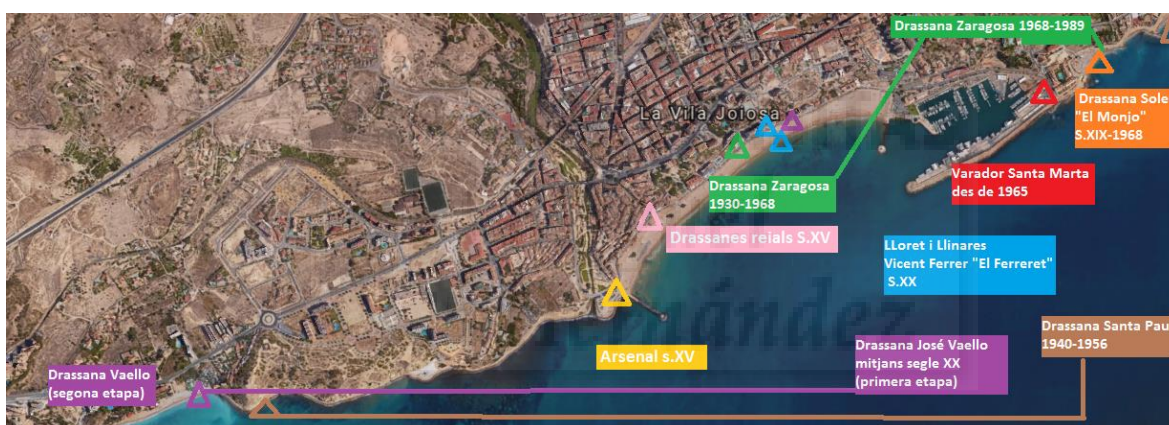 Drassana Zaragosa 1968-1989
La Vila Joiosa
Drassana Sole
"El Monjo"
S.XIX-1968
Varador Santa Marta
des de 1965
Drassana Zaragosa
1930-1968
Drassanes reials S.XV
LLoret i Llinares
Vicent Ferrer "El Ferreret"
S.XX
Arsenal s.XV
Drassana Santa Pau
1940-1956
Drassana José Vaello
mitjans segle XX
(primera etapa)
Drassana Vaello
(segona etapa)